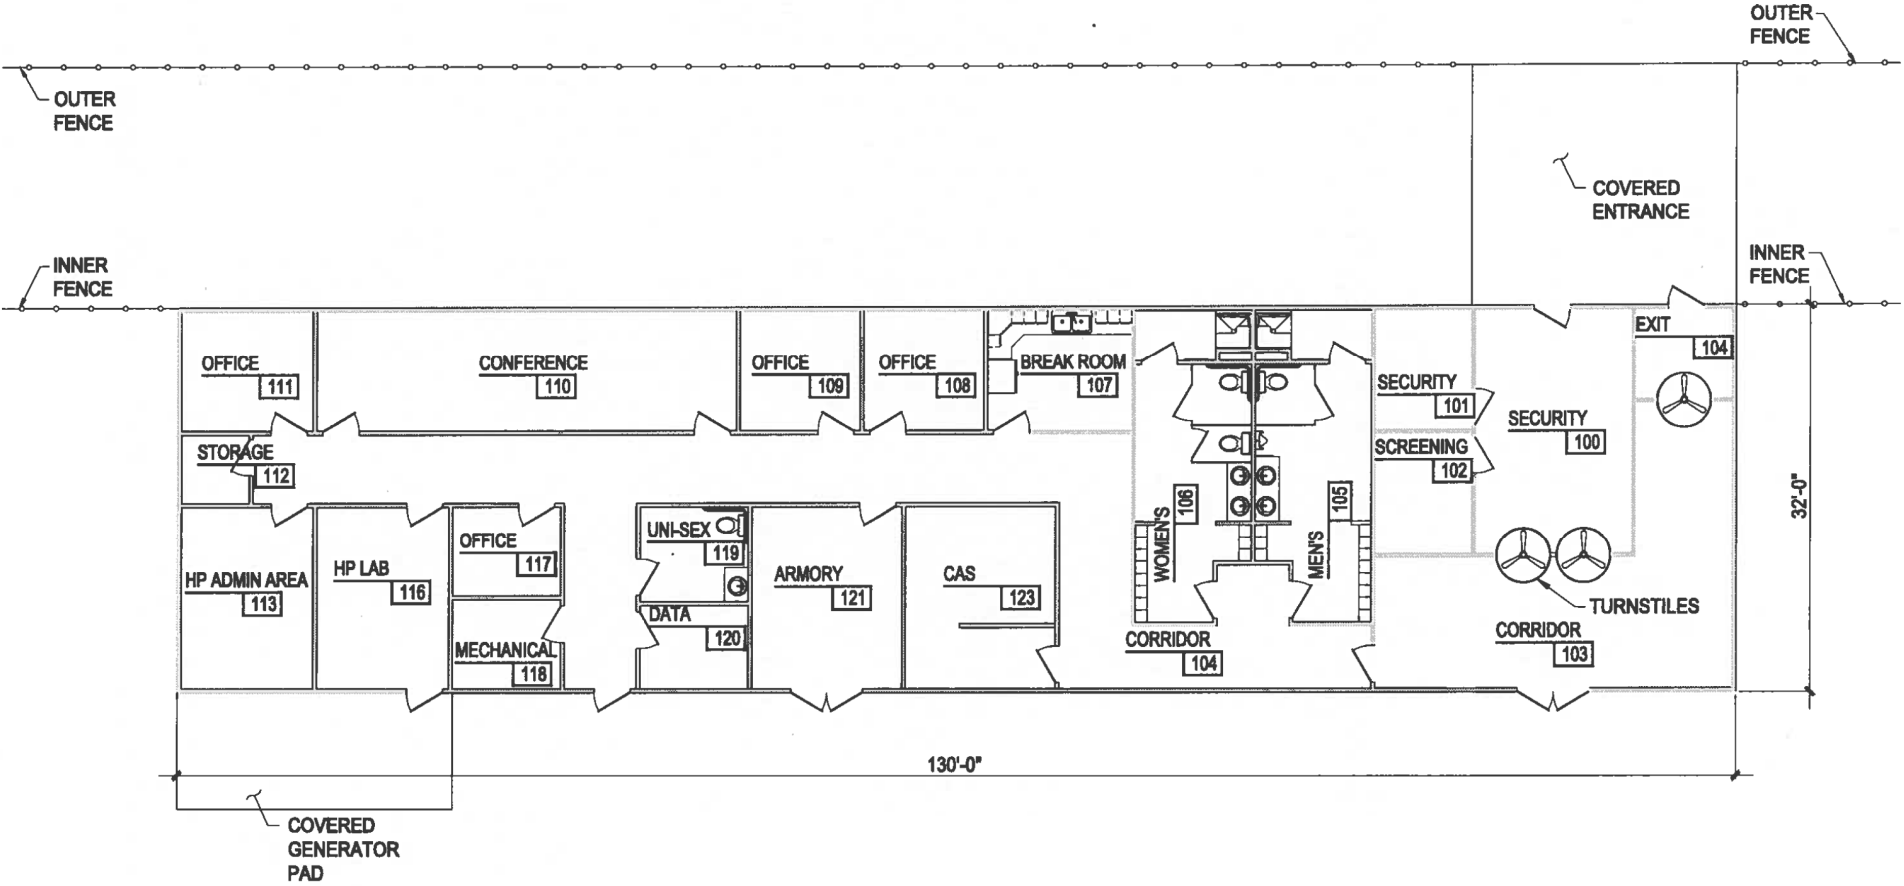 OUTER
FENCE
OUTER
FENCE
COVERED
ENTRANCE
INNER
FENCE
INNER
FENCE
EXIT
104
OFFICE
111
CONFERENCE
110
OFFICE
109
OFFICE
108
BREAK ROOM
107
SECURITY
101
SECURITY
100
SCREENING
102
STORAGE
112
WOMEN'S
106
MEN'S
105
32'-0"
HP ADMIN AREA
113
HP LAB
116
OFFICE
117
UNI-SEX
119
ARMORY
121
CAS
123
DATA
120
MECHANICAL
118
TURNSTILES
CORRIDOR
104
CORRIDOR
103
130'-0"
COVERED
GENERATOR
PAD